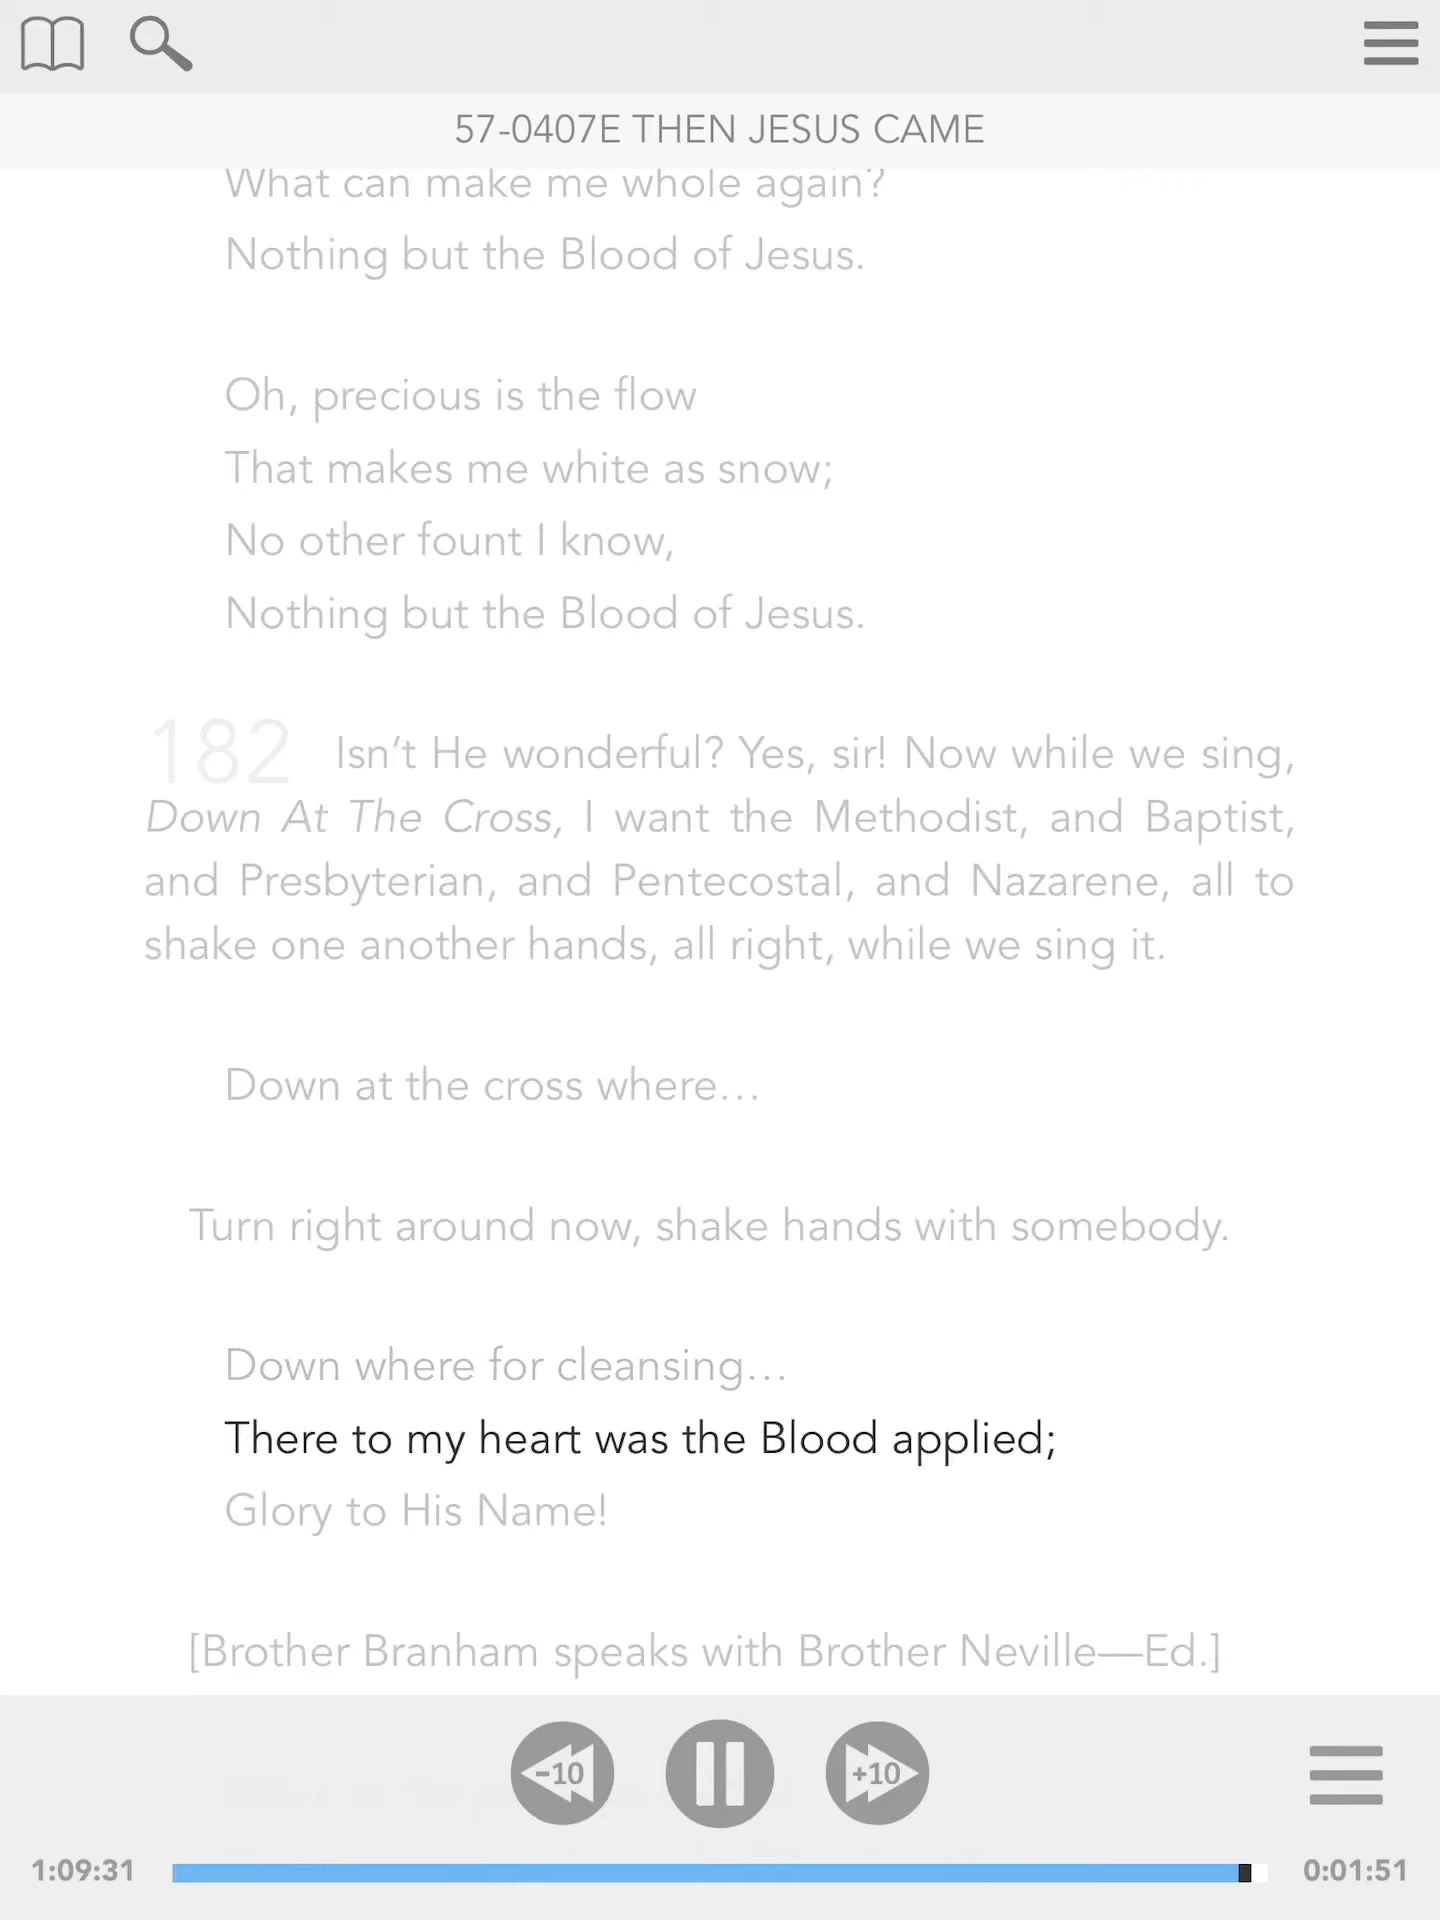 57-0407E THEN JESUS CAME
What can make me whole again?
Nothing but the Blood of Jesus.
Oh, precious is the flow
That makes me white as snow;
No other fount I know,
Nothing but the Blood of Jesus.
182 Isn’t He wonderful? Yes, sir! Now while we sing,
Down At The Cross, I want the Methodist, and Baptist,
and Presbyterian, and Pentecostal, and Nazarene, all to
shake one another hands, all right, while we sing it.
Down at the cross where…
Turn right around now, shake hands with somebody.
Down where for cleansing…
There to my heart was the Blood applied;
Glory to His Name!
[Brother Branham speaks with Brother Neville—Ed.]
-10 +10
1:09:31 0:01:51